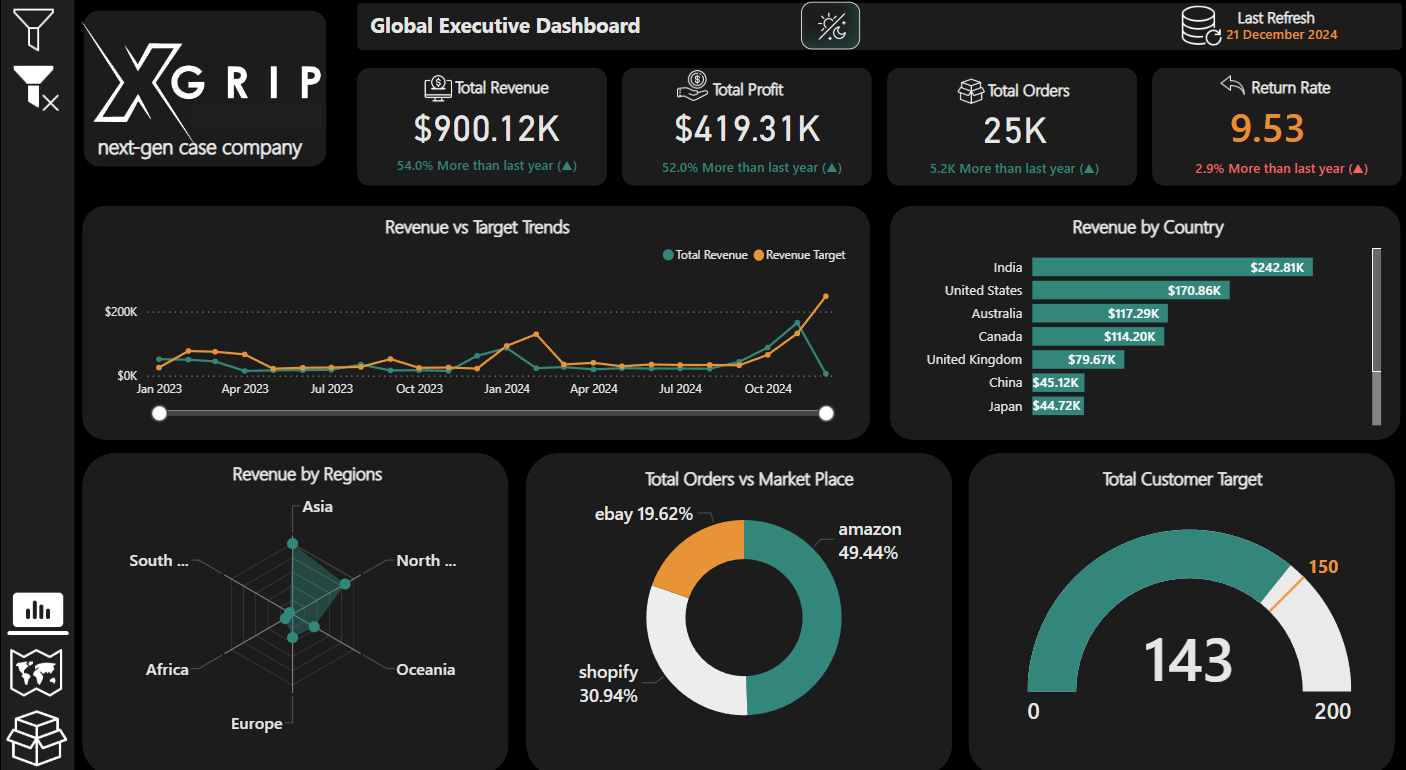 Global Executive Dashboard
Last Refresh
21 December 2024
XGRIP
next-gen case company
Total Revenue
$900.12K
54.0% More than last year (▲)
Total Profit
$419.31K
52.0% More than last year (▲)
Total Orders
25K
5.2K More than last year (▲)
Return Rate
9.53
2.9% More than last year (▲)
Revenue vs Target Trends
Total Revenue Revenue Target
$200K
$0K
Jan 2023 Apr 2023 Jul 2023 Oct 2023 Jan 2024 Apr 2024 Jul 2024 Oct 2024
Revenue by Country
India $242.81K
United States $170.86K
Australia $117.29K
Canada $114.20K
United Kingdom $79.67K
China $45.12K
Japan $44.72K
Revenue by Regions
Asia
South ...
North ...
Africa
Oceania
Europe
Total Orders vs Market Place
ebay 19.62%
amazon
49.44%
shopify
30.94%
Total Customer Target
150
143
0
200